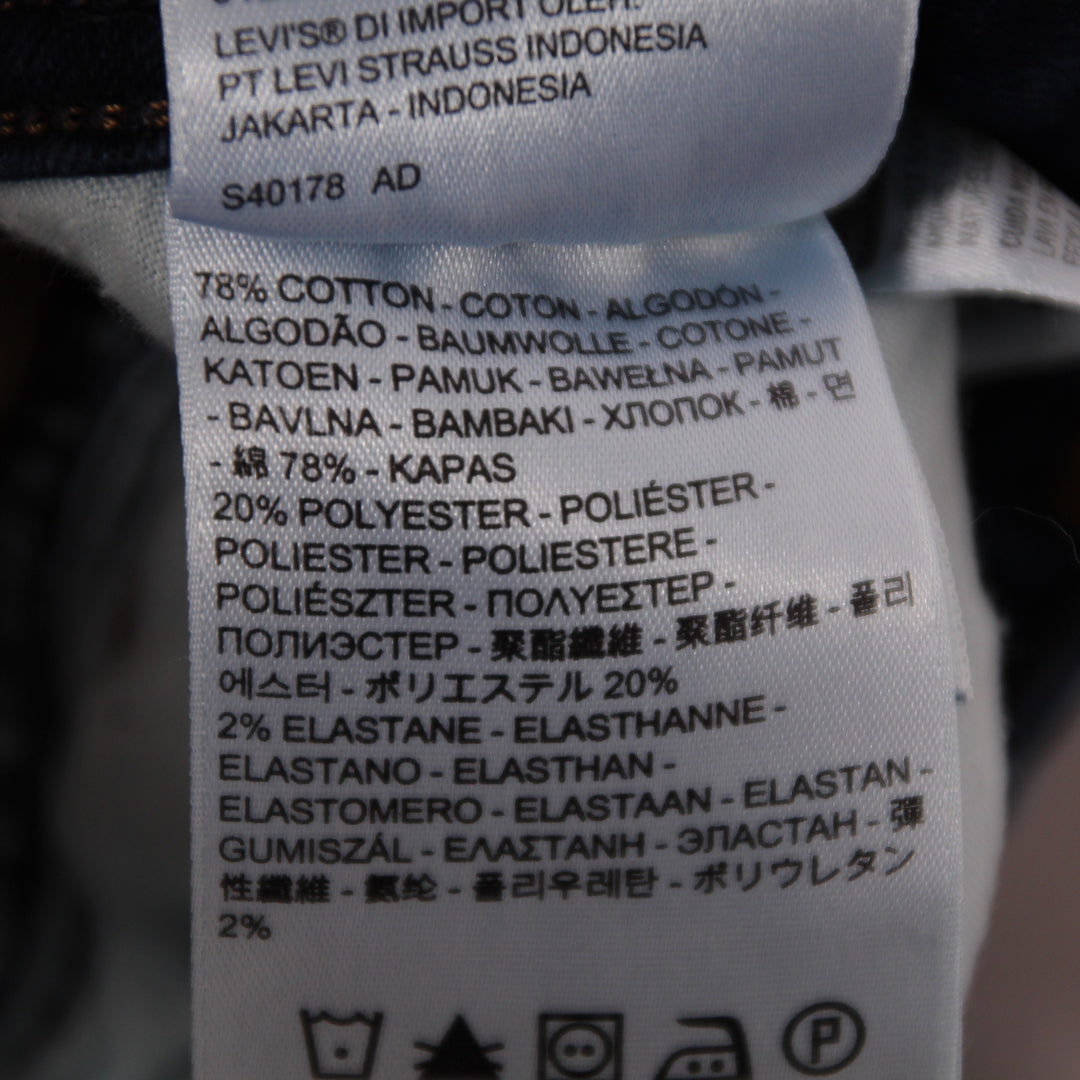 LEVI'S® DI IMPORT OLEH:
PT LEVI STRAUSS INDONESIA
JAKARTA - INDONESIA
S40178 AD
78% COTTON - COTON - ALGODÓN -
ALGODÃO - BAUMWOLLE - COTONE -
KATOEN - PAMUK - BAWEŁNA - PAMUT
- BAVLNA - BAMBAKI - ХЛОПОК - 棉 - 면
- 綿 78% - KAPAS
20% POLYESTER - POLIÉSTER -
POLIESTER - POLIESTERE -
POLIÉSZTER - ΠΟΛΥΕΣΤΕΡ -
ПОЛИЭСТЕР - 聚酯纖維 - 聚酯纤维 - 폴리
에스터 - ポリエステル 20%
2% ELASTANE - ELASTHANNE -
ELASTANO - ELASTHAN -
ELASTOMERO - ELASTAAN - ELASTAN -
GUMISZÁL - ΕΛΑΣΤΑΝΗ - ЭЛАСТАН - 彈
性纖維 - 氨纶 - 폴리우레탄 - ポリウレタン
2%
P